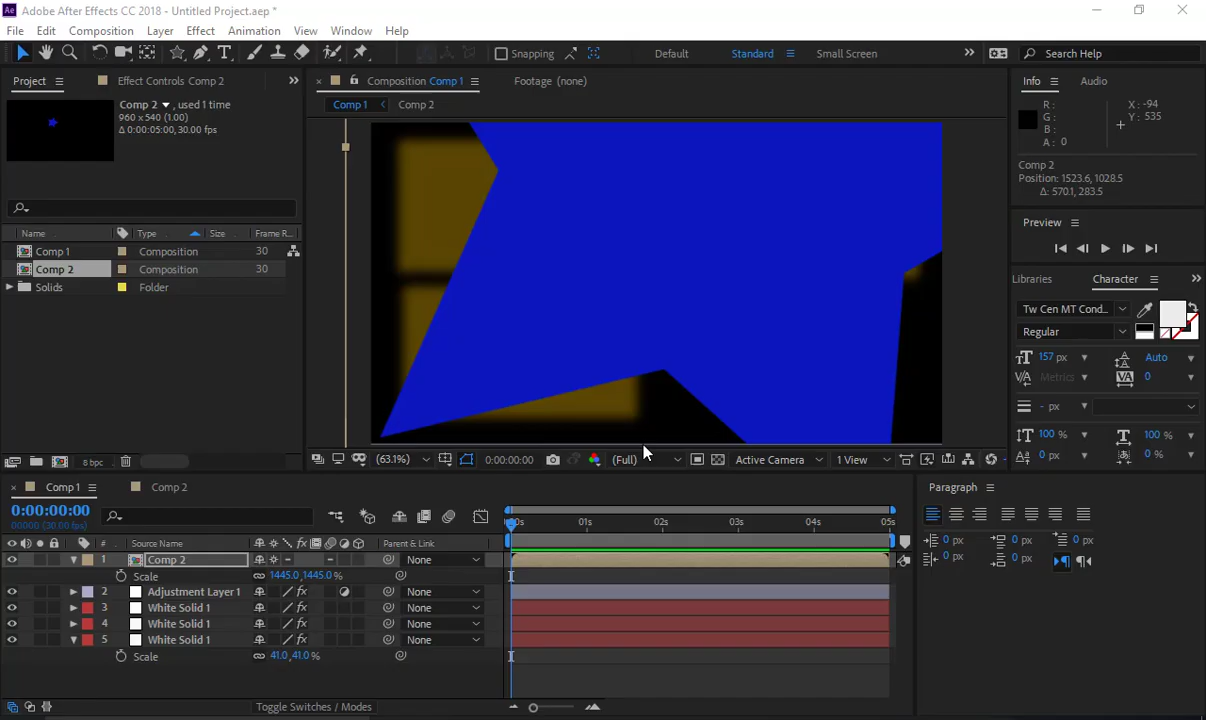 Adobe After Effects CC 2018 - Untitled Project.aep *
File Edit Composition Layer Effect Animation View Window Help
Snapping Default Standard Small Screen Search Help
Project Effect Controls Comp 2 Composition Comp 1 Footage (none) Info Audio
Comp 2 , used 1 time
960 x 540 (1.00)
Δ 0:00:05:00, 30.00 fps
Comp 1 Comp 2
R: X: -94
G: Y: 535
B:
A: 0
Comp 2
Position: 1523.6, 1028.5
Δ: 570.1, 283.5
Preview
Name Type Size Frame R...
Comp 1 Composition 30
Comp 2 Composition 30
Solids Folder
Libraries Character
Tw Cen MT Cond...
Regular
157 px Auto
Metrics 0
- px
100 % 100 %
0 px 0 %
8 bpc
(63.1%) 0:00:00:00 (Full) Active Camera 1 View
Comp 1 Comp 2
0:00:00:00
00000 (30.00 fps)
:00s 01s 02s 03s 04s 05s
# Source Name Parent & Link
1 Comp 2 None
Scale 1445.0,1445.0 %
2 Adjustment Layer 1 None
3 White Solid 1 None
4 White Solid 1 None
5 White Solid 1 None
Scale 41.0,41.0 %
Toggle Switches / Modes
Paragraph
0 px 0 px 0 px
0 px 0 px